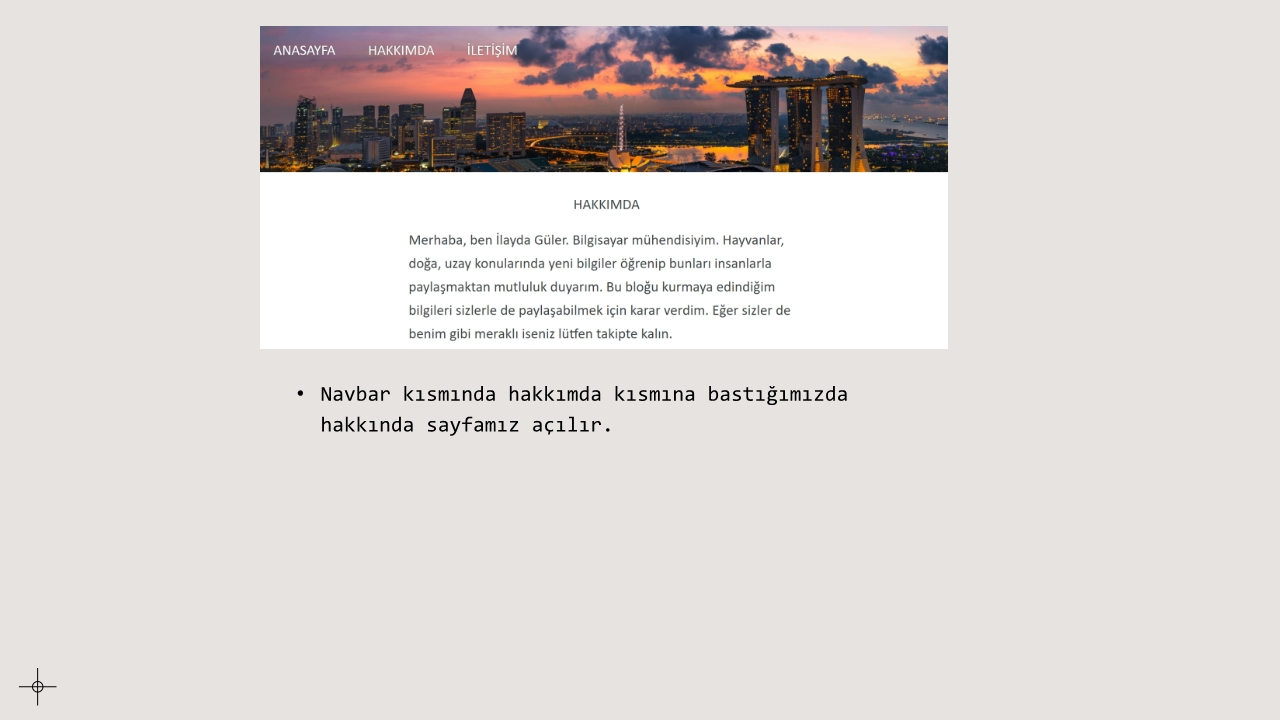 ANASAYFA HAKKIMDA İLETİŞİM
HAKKIMDA
Merhaba, ben İlayda Güler. Bilgisayar mühendisiyim. Hayvanlar,
doğa, uzay konularında yeni bilgiler öğrenip bunları insanlarla
paylaşmaktan mutluluk duyarım. Bu bloğu kurmaya edindiğim
bilgileri sizlerle de paylaşabilmek için karar verdim. Eğer sizler de
benim gibi meraklı iseniz lütfen takipte kalın.
• Navbar kısmında hakkımda kısmına bastığımızda
hakkında sayfamız açılır.